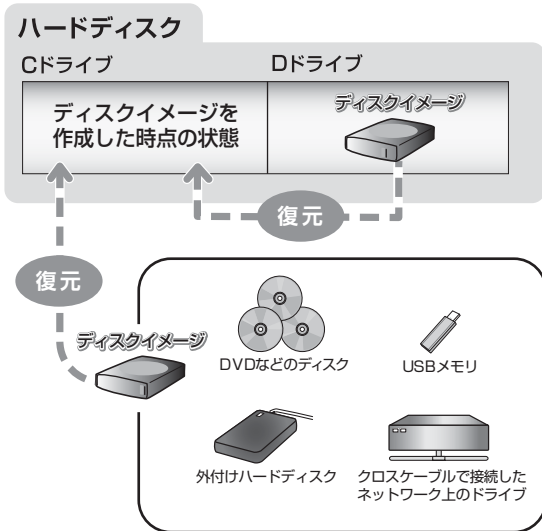 ハードディスク
Cドライブ
Dドライブ
ディスクイメージを
作成した時点の状態
ディスクイメージ
復元
復元
ディスクイメージ
DVDなどのディスク
USBメモリ
外付けハードディスク
クロスケーブルで接続した
ネットワーク上のドライブ